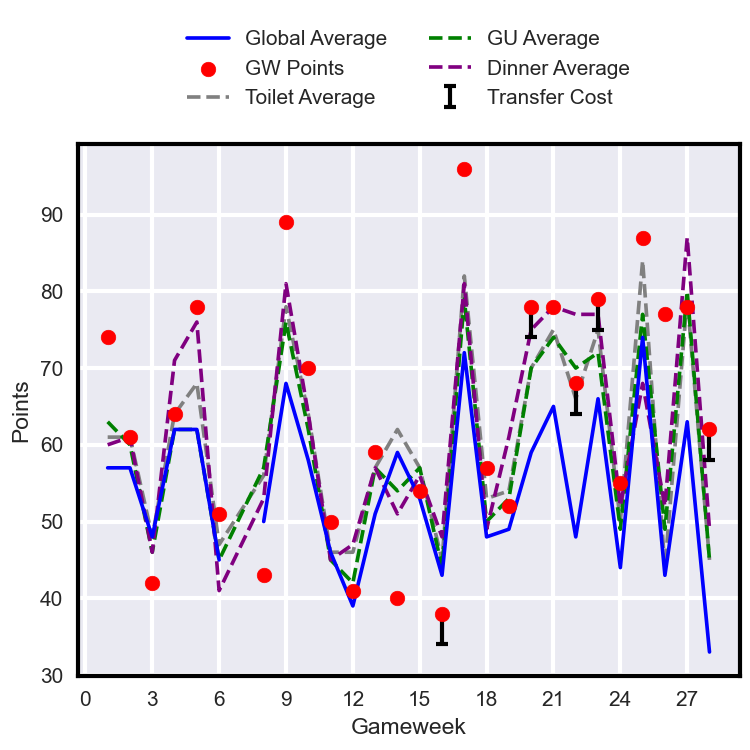 Global Average
GW Points
Toilet Average
GU Average
Dinner Average
Transfer Cost
Points
90
80
70
60
50
40
30
0 3 6 9 12 15 18 21 24 27
Gameweek